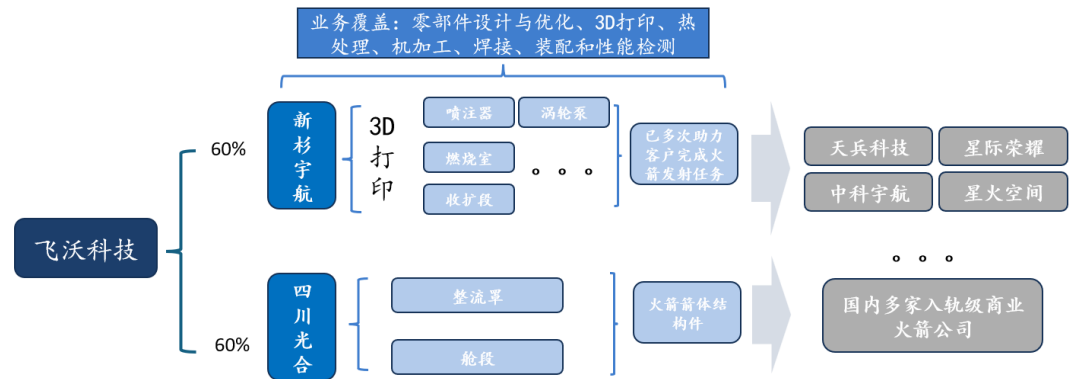 业务覆盖：零部件设计与优化、3D打印、热
处理、机加工、焊接、装配和性能检测
飞沃科技
60%
新杉宇航
3D打印
喷注器
涡轮泵
燃烧室
。。。
收扩段
已多次助力
客户完成火
箭发射任务
天兵科技
星际荣耀
中科宇航
星火空间
。。。
60%
四川光合
整流罩
舱段
火箭箭体结
构件
国内多家入轨级商业
火箭公司